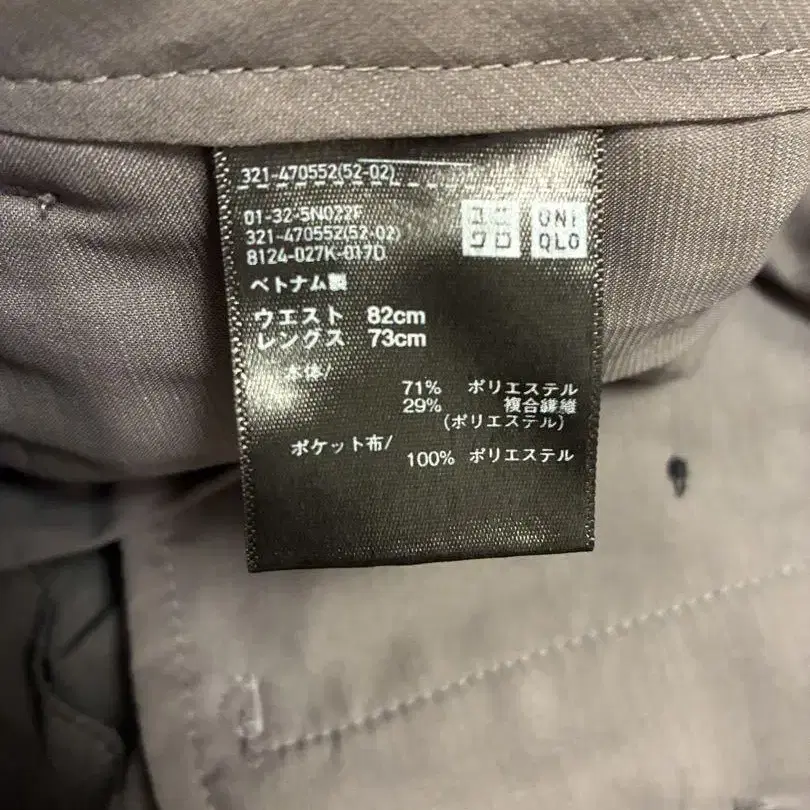 321-470552(52-02)
01-32-5N022F
321-470552(52-02)
8124-027K-017D
ユニ
クロ
UNI
QLO
ベトナム製
ウエスト 82cm
レングス 73cm
本体/
71% ポリエステル
29% 複合繊維
(ポリエステル)
ポケット布/
100% ポリエステル